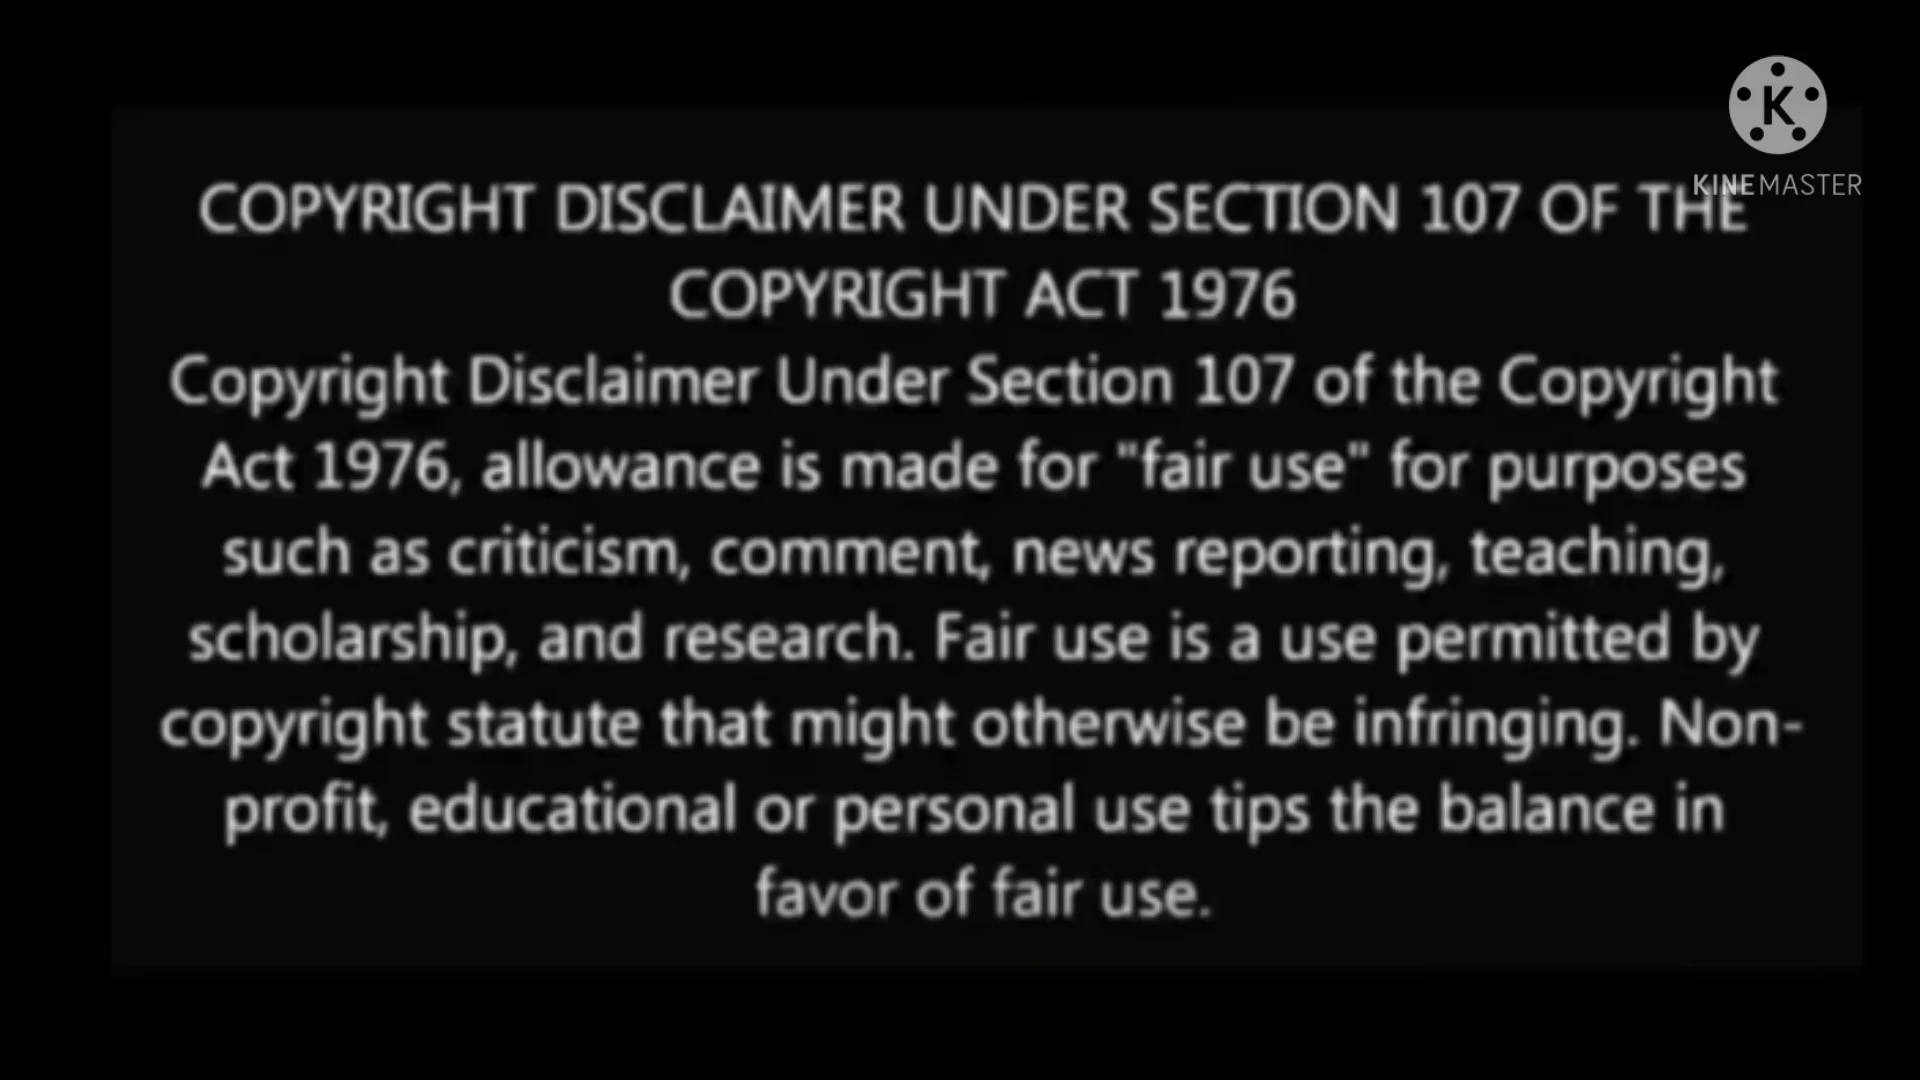 K
KINEMASTER
COPYRIGHT DISCLAIMER UNDER SECTION 107 OF THE
COPYRIGHT ACT 1976
Copyright Disclaimer Under Section 107 of the Copyright
Act 1976, allowance is made for "fair use" for purposes
such as criticism, comment, news reporting, teaching,
scholarship, and research. Fair use is a use permitted by
copyright statute that might otherwise be infringing. Non-
profit, educational or personal use tips the balance in
favor of fair use.